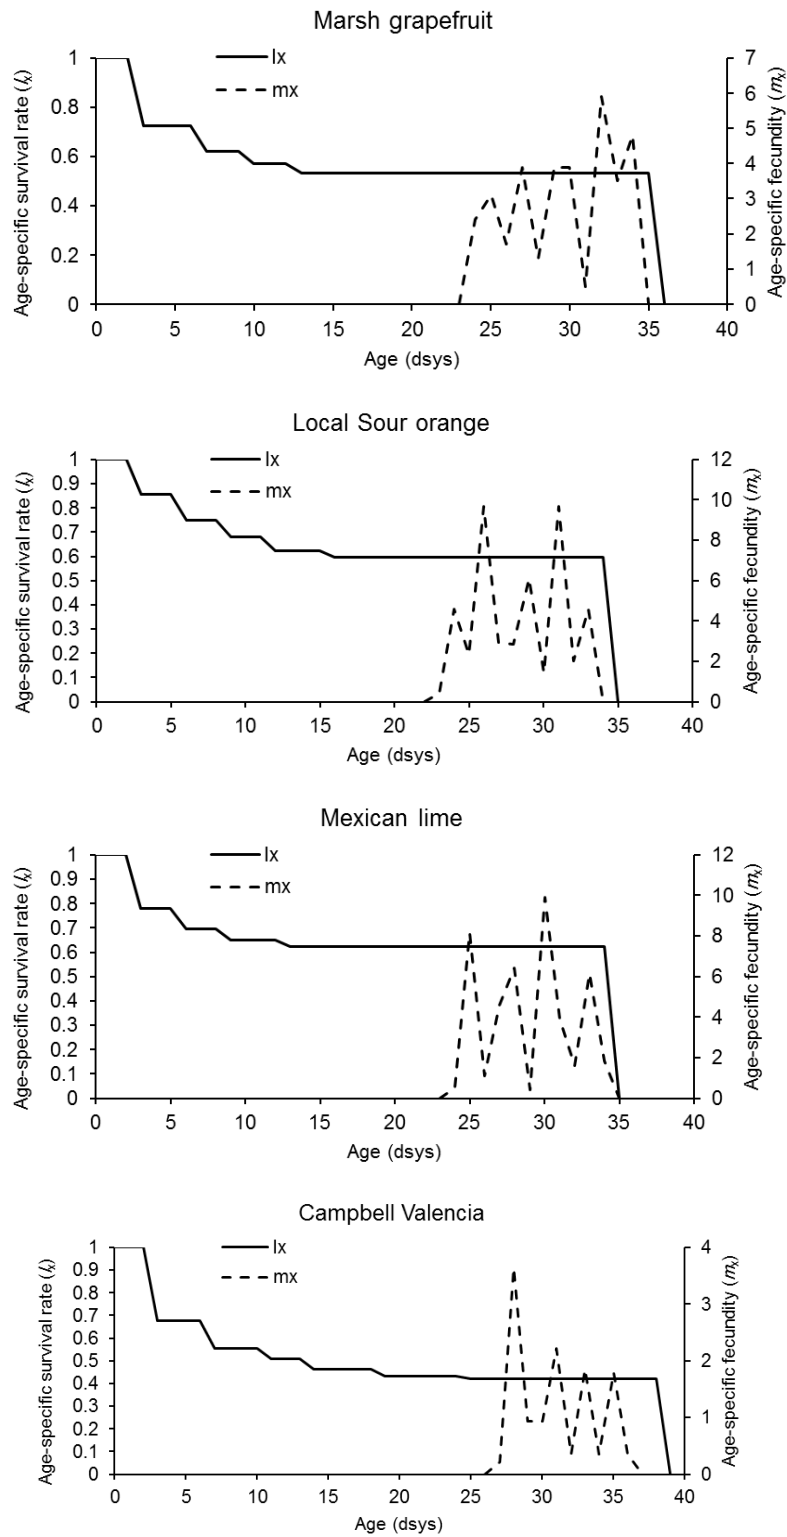 Marsh grapefruit
lx
mx
Age-specific survival rate (lx)
1
0.8
0.6
0.4
0.2
0
7
6
5
4
3
2
1
0
Age-specific fecundity (mx)
0 5 10 15 20 25 30 35 40
Age (dsys)
Local Sour orange
lx
mx
Age-specific survival rate (lx)
1
0.9
0.8
0.7
0.6
0.5
0.4
0.3
0.2
0.1
0
12
10
8
6
4
2
0
Age-specific fecundity (mx)
0 5 10 15 20 25 30 35 40
Age (dsys)
Mexican lime
lx
mx
Age-specific survival rate (lx)
1
0.9
0.8
0.7
0.6
0.5
0.4
0.3
0.2
0.1
0
12
10
8
6
4
2
0
Age-specific fecundity (mx)
0 5 10 15 20 25 30 35 40
Age (dsys)
Campbell Valencia
lx
mx
Age-specific survival rate (lx)
1
0.9
0.8
0.7
0.6
0.5
0.4
0.3
0.2
0.1
0
4
3
2
1
0
Age-specific fecundity (mx)
0 5 10 15 20 25 30 35 40
Age (dsys)